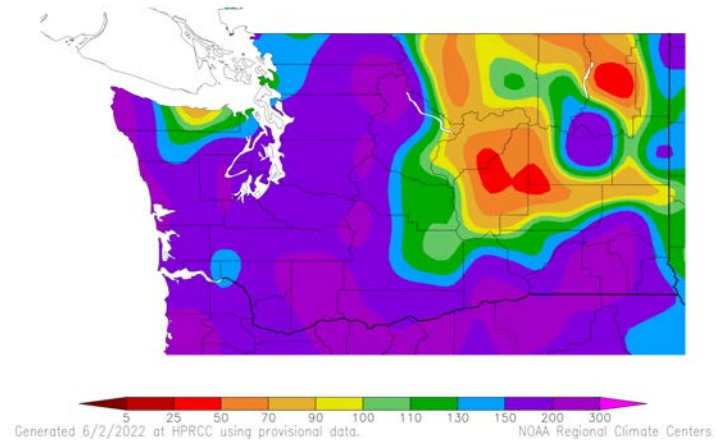 5 25 50 70 90 100 110 130 150 200 300
Generated 6/2/2022 at HPRCC using provisional data. NOAA Regional Climate Centers